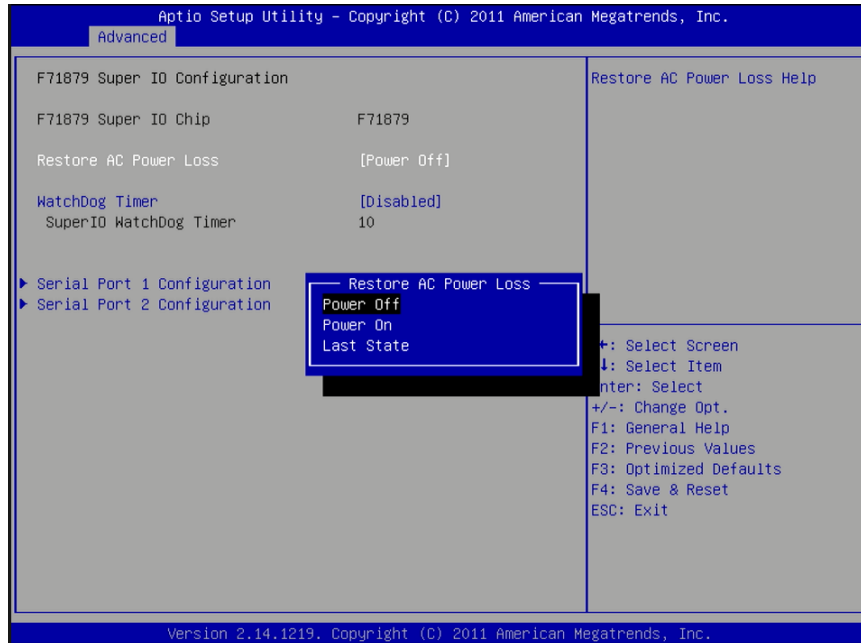 Aptio Setup Utility – Copyright (C) 2011 American Megatrends, Inc.
Advanced
F71879 Super IO Configuration
F71879 Super IO Chip F71879
Restore AC Power Loss [Power Off]
WatchDog Timer [Disabled]
SuperIO WatchDog Timer 10
Serial Port 1 Configuration
Serial Port 2 Configuration
Restore AC Power Loss
Power Off
Power On
Last State
Restore AC Power Loss Help
: Select Screen
: Select Item
nter: Select
+/-: Change Opt.
F1: General Help
F2: Previous Values
F3: Optimized Defaults
F4: Save & Reset
ESC: Exit
Version 2.14.1219. Copyright (C) 2011 American Megatrends, Inc.